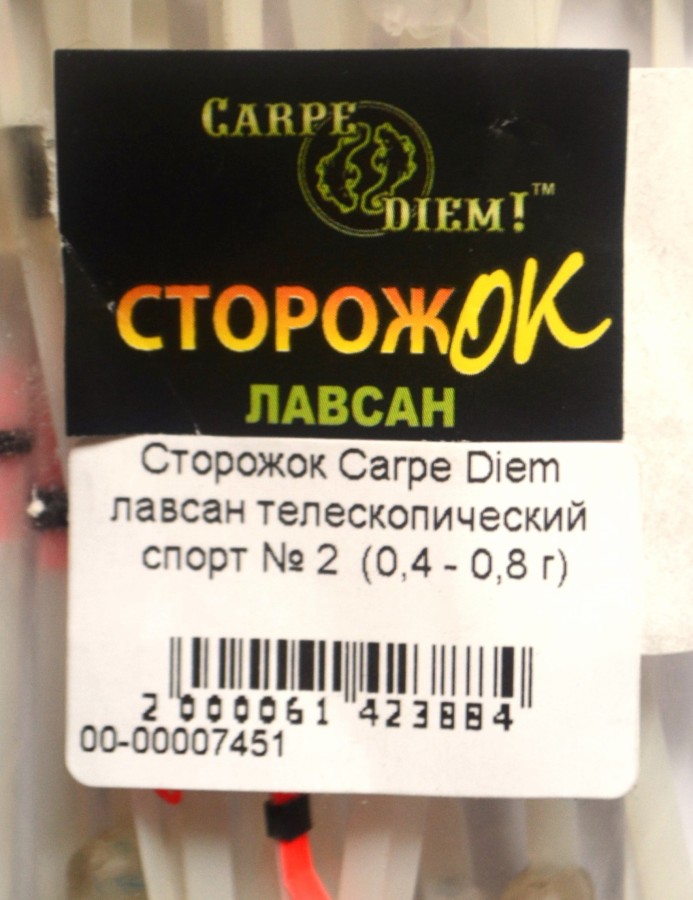 CARPE
DIEM!™
СТОРОЖОК
ЛАВСАН
Сторожок Carpe Diem
лавсан телескопический
спорт № 2 (0,4 - 0,8 г)
2 000061 423884
00-00007451